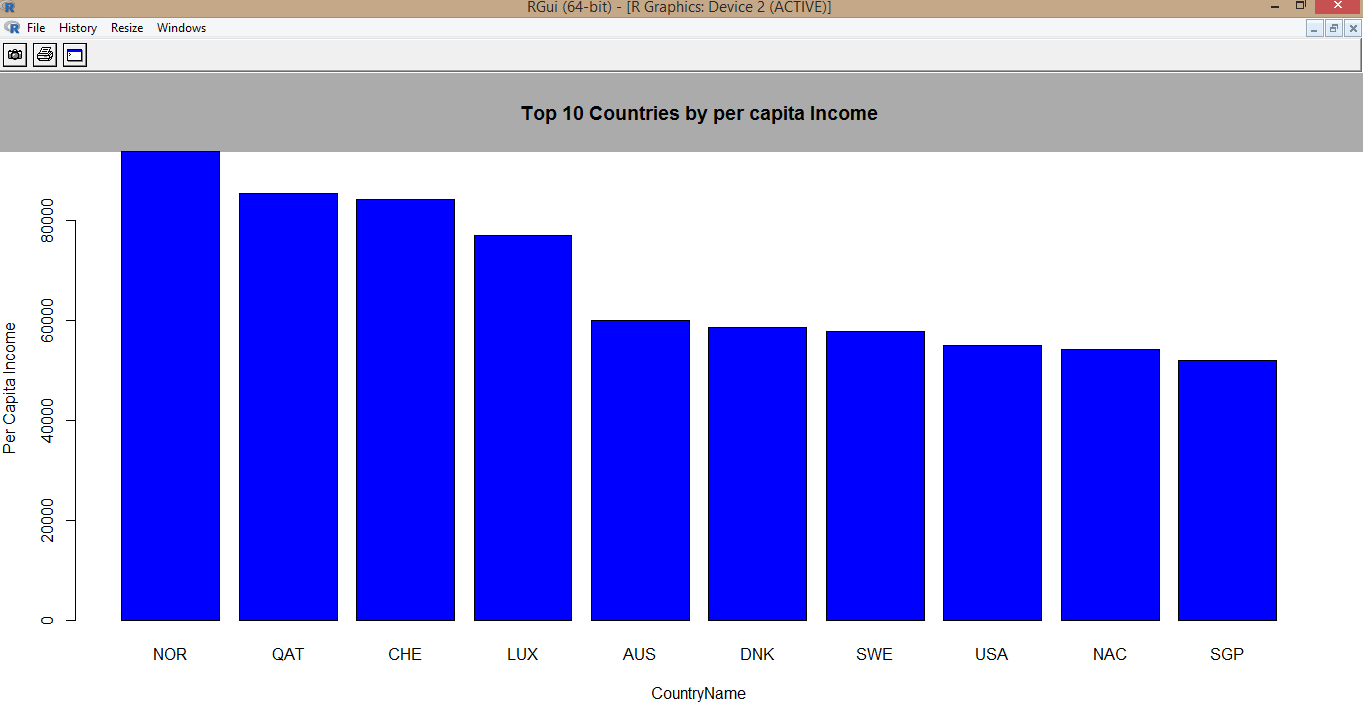 RGui (64-bit) - [R Graphics: Device 2 (ACTIVE)]
File History Resize Windows
Top 10 Countries by per capita Income
Per Capita Income
80000
60000
40000
20000
0
NOR QAT CHE LUX AUS DNK SWE USA NAC SGP
CountryName